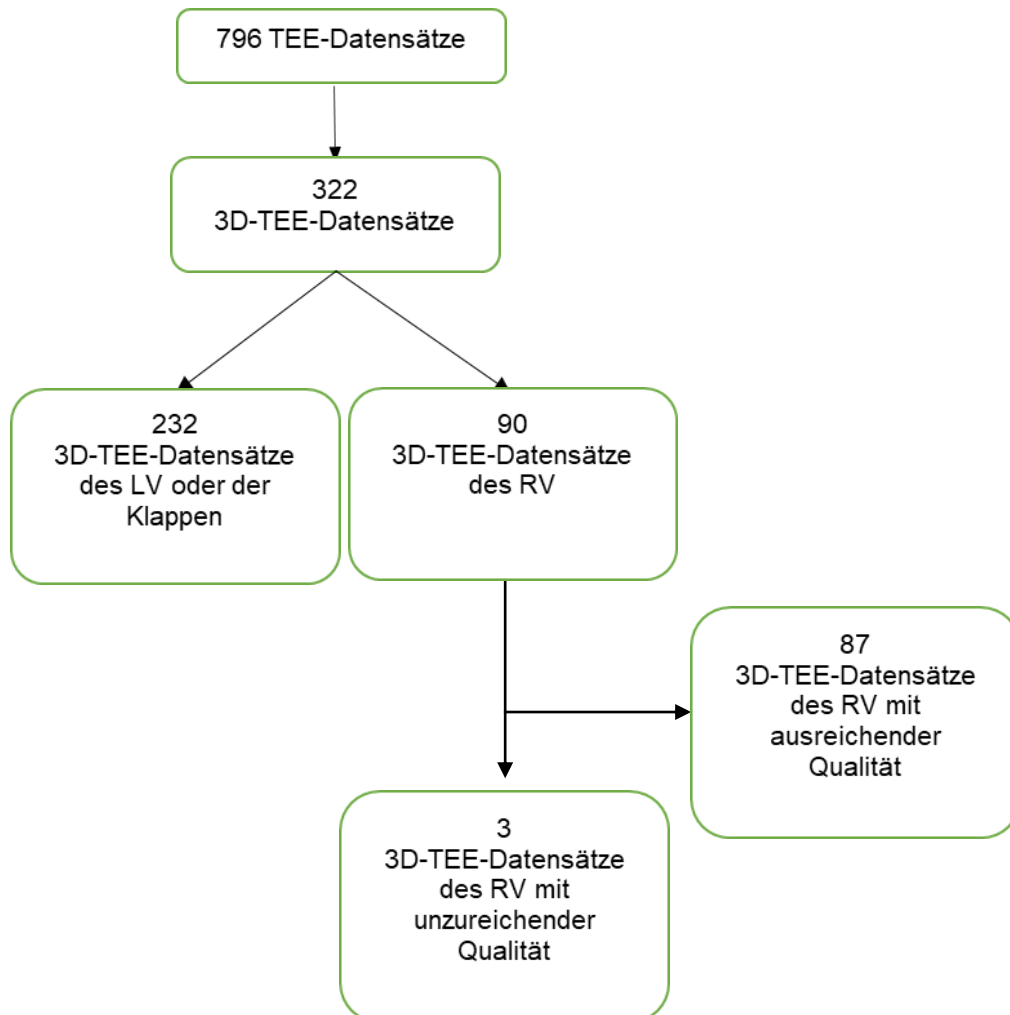 796 TEE-Datensätze
322
3D-TEE-Datensätze
232
3D-TEE-Datensätze
des LV oder der
Klappen
90
3D-TEE-Datensätze
des RV
87
3D-TEE-Datensätze
des RV mit
ausreichender
Qualität
3
3D-TEE-Datensätze
des RV mit
unzureichender
Qualität